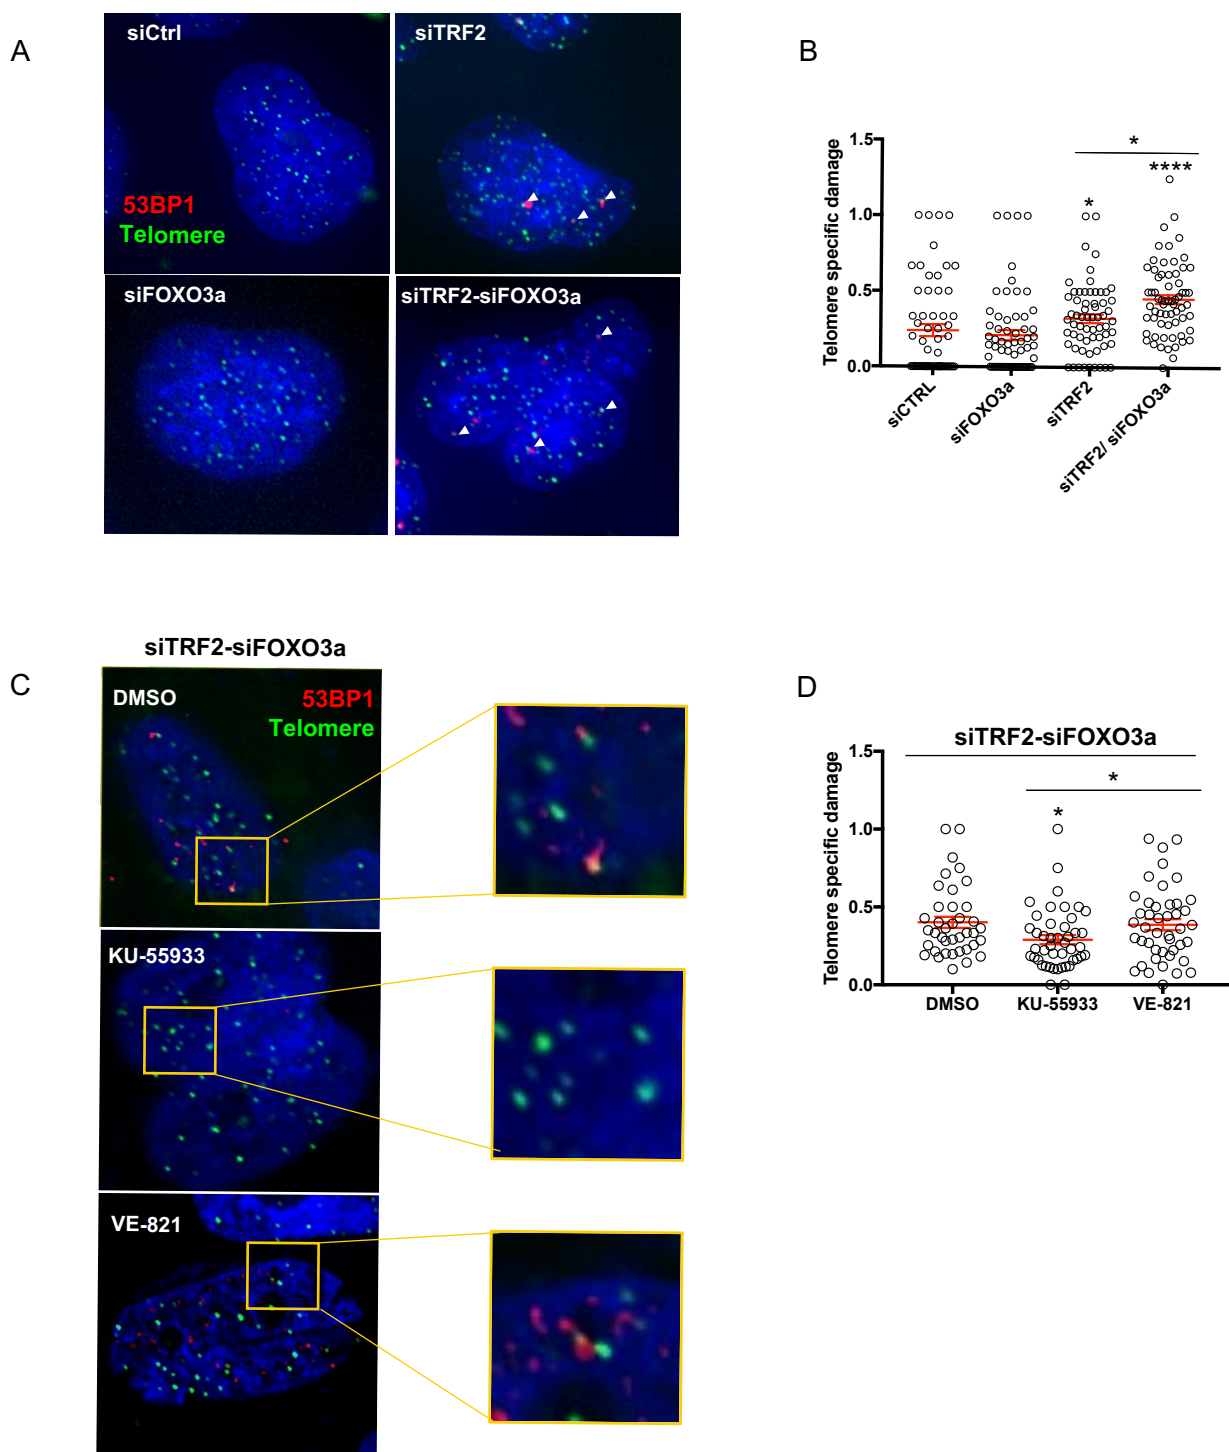 A
siCtrl
siTRF2
53BP1
Telomere
siFOXO3a
siTRF2-siFOXO3a
B
Telomere specific damage
1.5
1.0
0.5
0.0
*
*
****
siCTRL
siFOXO3a
siTRF2
siTRF2/ siFOXO3a
C
siTRF2-siFOXO3a
DMSO
53BP1
Telomere
KU-55933
VE-821
D
siTRF2-siFOXO3a
Telomere specific damage
1.5
1.0
0.5
0.0
*
*
DMSO
KU-55933
VE-821